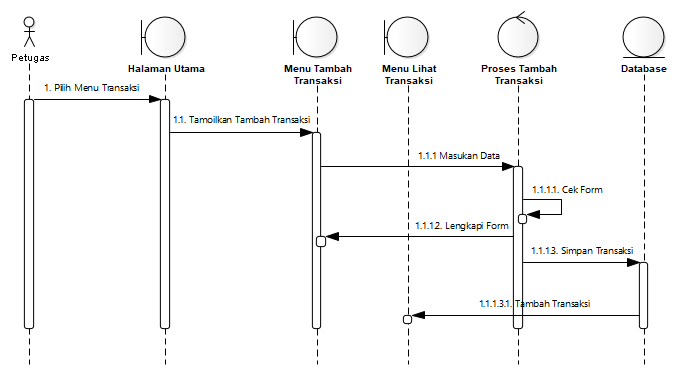 Petugas
Halaman Utama
Menu Tambah
Transaksi
Menu Lihat
Transaksi
Proses Tambah
Transaksi
Database
1. Pilih Menu Transaksi
1.1. Tamoilkan Tambah Transaksi
1.1.1 Masukan Data
1.1.1.1. Cek Form
1.1.12. Lengkapi Form
1.1.13. Simpan Transaksi
1.1.1.3.1. Tambah Transaksi